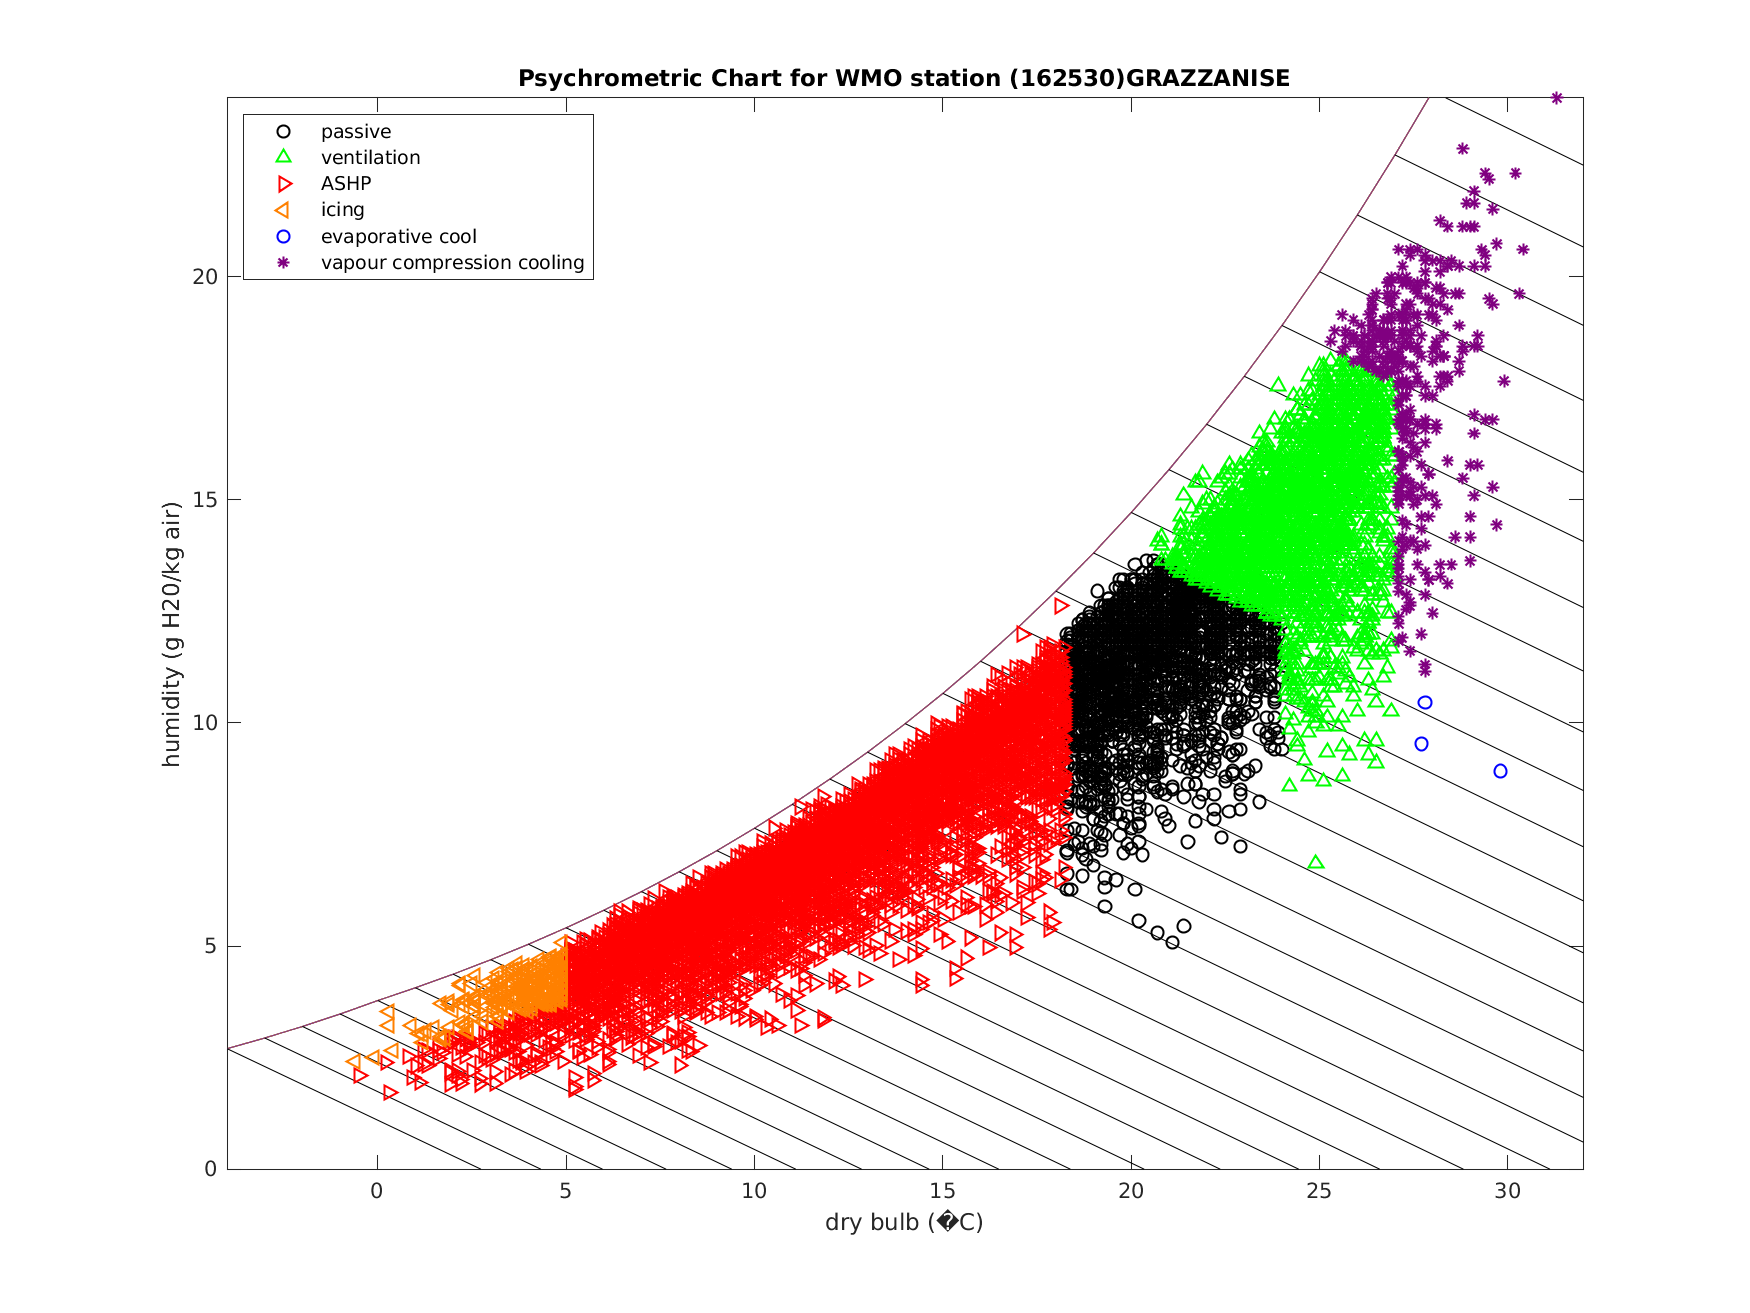 Psychrometric Chart for WMO station (162530)GRAZZANISE
passive
ventilation
ASHP
icing
evaporative cool
vapour compression cooling
humidity (g H20/kg air)
20
15
10
5
0
0 5 10 15 20 25 30
dry bulb (�C)